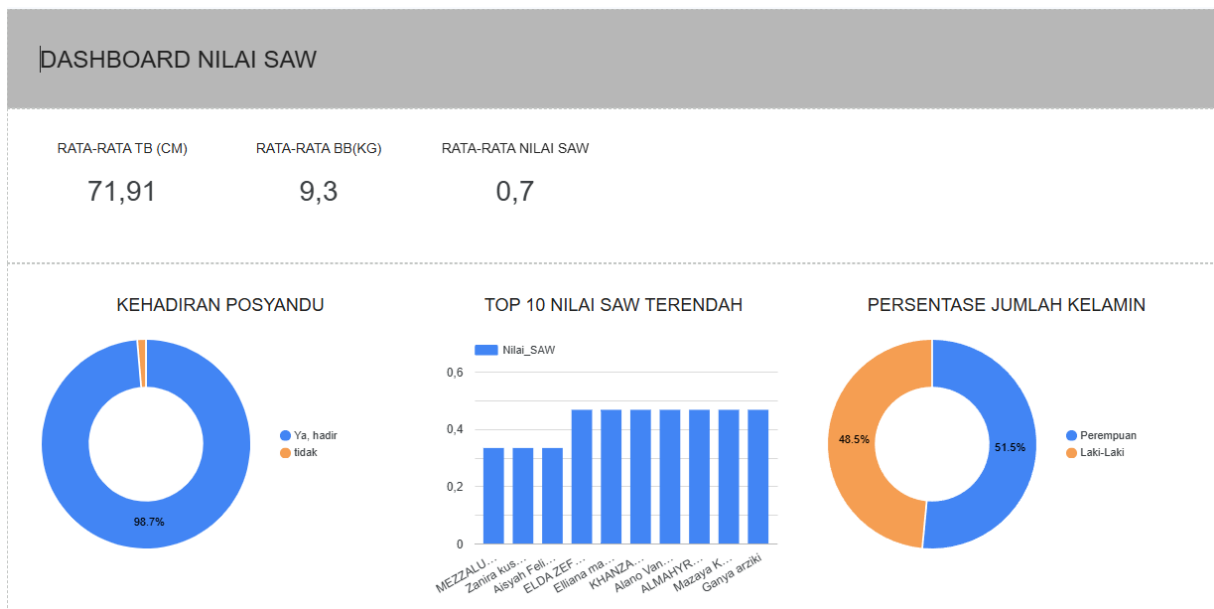 DASHBOARD NILAI SAW
RATA-RATA TB (CM)
71,91
RATA-RATA BB(KG)
9,3
RATA-RATA NILAI SAW
0,7
KEHADIRAN POSYANDU
98.7%
Ya, hadir
tidak
TOP 10 NILAI SAW TERENDAH
Nilai_SAW
0,6
0,4
0,2
0
MEZZALU...
Zanira kus...
Aisyah Feli...
ELDA ZEF...
Elliana ma...
KHANZA...
Alano Van...
ALMAHYR...
Mazaya K...
Ganya arziki
PERSENTASE JUMLAH KELAMIN
48.5%
51.5%
Perempuan
Laki-Laki